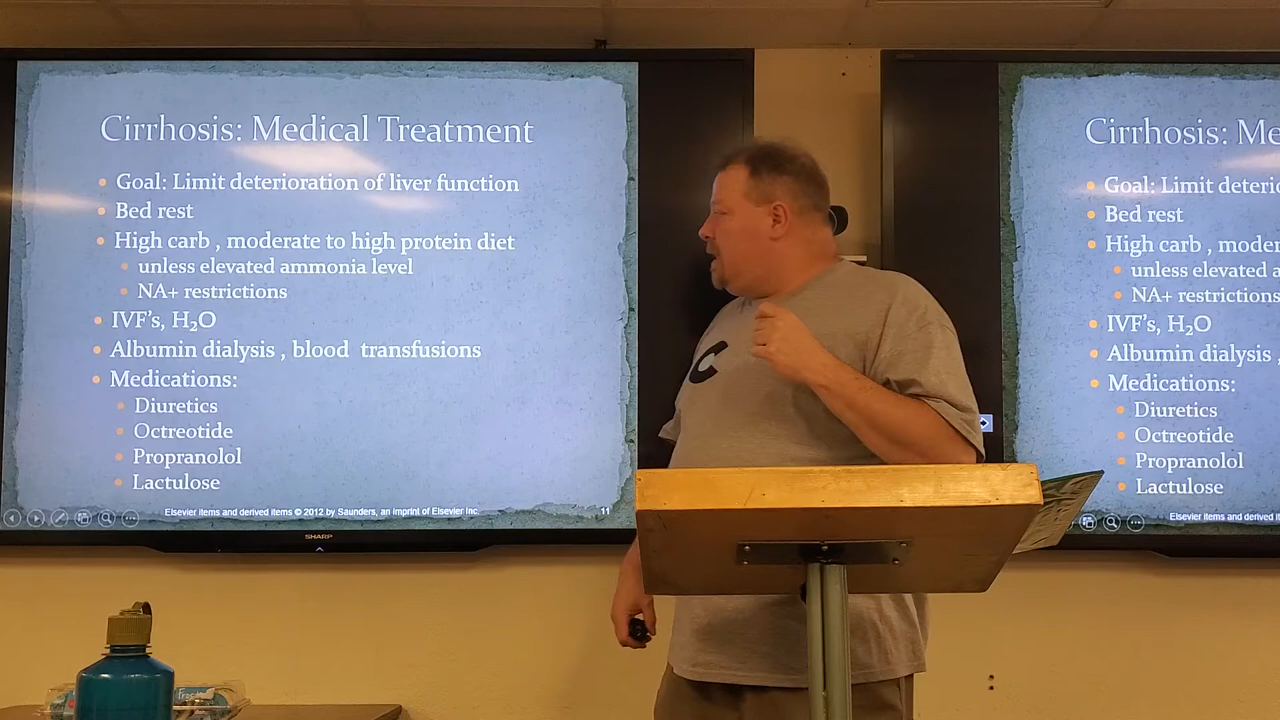 Cirrhosis: Medical Treatment
Goal: Limit deterioration of liver function
Bed rest
High carb , moderate to high protein diet
unless elevated ammonia level
NA+ restrictions
IVF's, H₂O
Albumin dialysis , blood transfusions
Medications:
Diuretics
Octreotide
Propranolol
Lactulose
Elsevier items and derived items © 2012 by Saunders, an imprint of Elsevier Inc.
11
SHARP
C
Cirrhosis: Me
Goal: Limit deterio
Bed rest
High carb , moder
unless elevated a
NA+ restrictions
IVF's, H₂O
Albumin dialysis ,
Medications:
Diuretics
Octreotide
Propranolol
Lactulose
Elsevier items and derived it